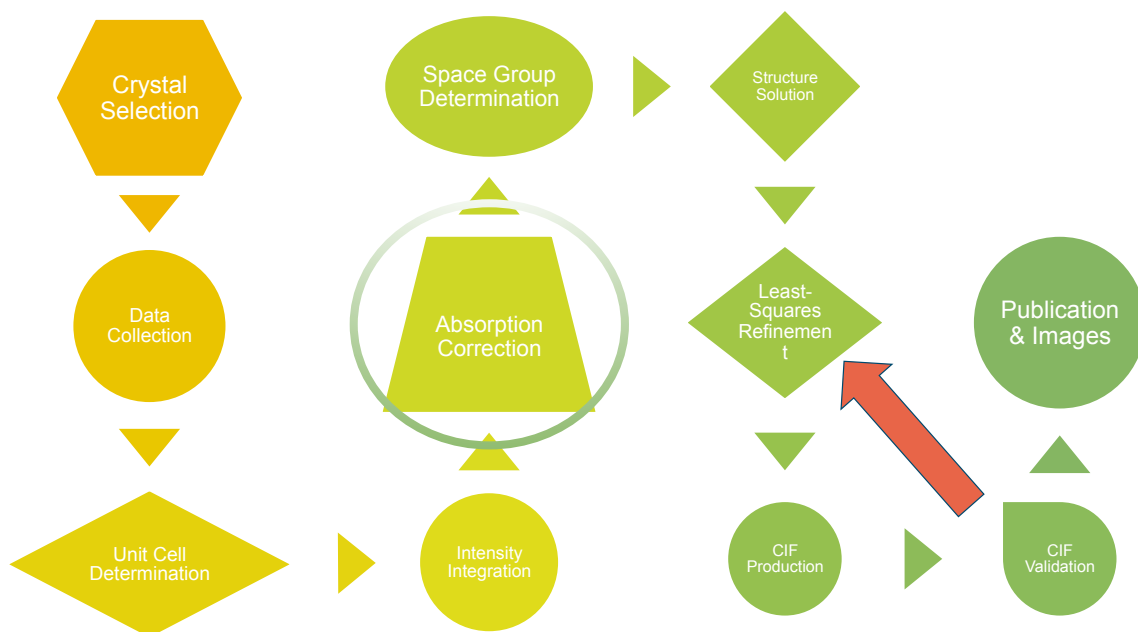 Crystal
Selection
Data
Collection
Unit Cell
Determination
Intensity
Integration
Absorption
Correction
Space Group
Determination
Structure
Solution
Least-
Squares
Refinemen
t
CIF
Production
CIF
Validation
Publication
& Images